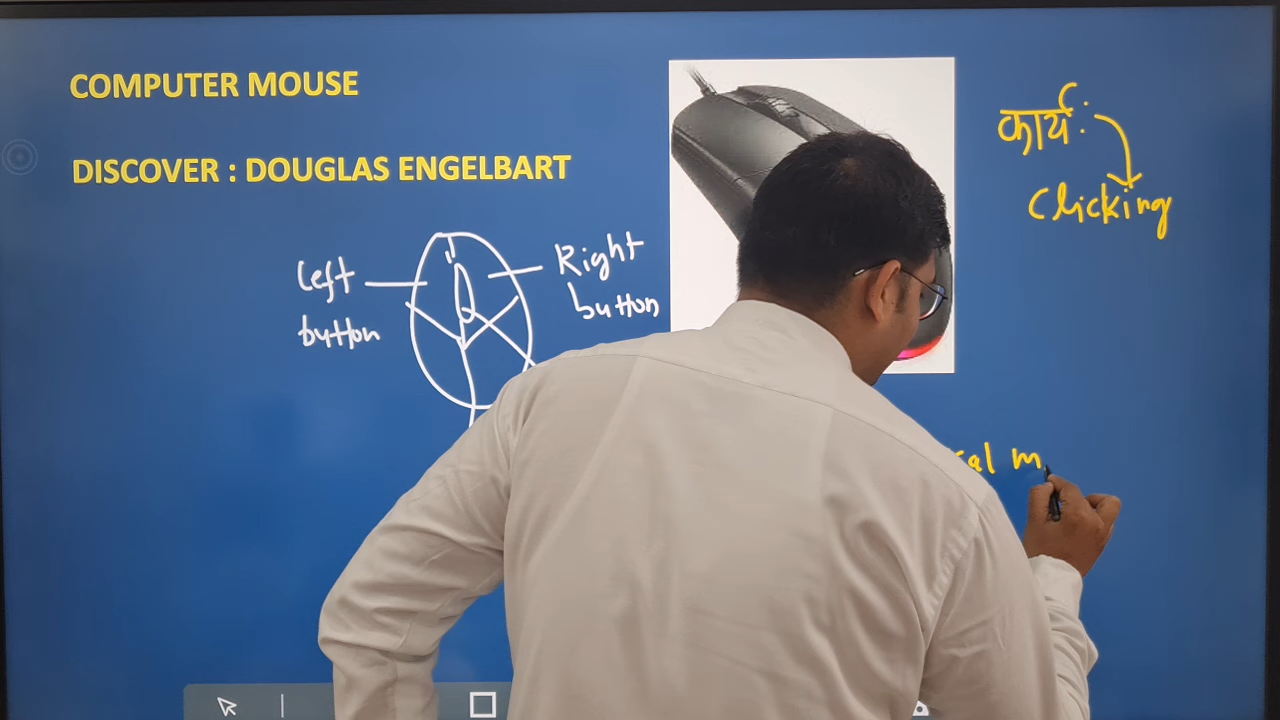 COMPUTER MOUSE
DISCOVER : DOUGLAS ENGELBART
Left
button
Right
button
कार्य :
Clicking